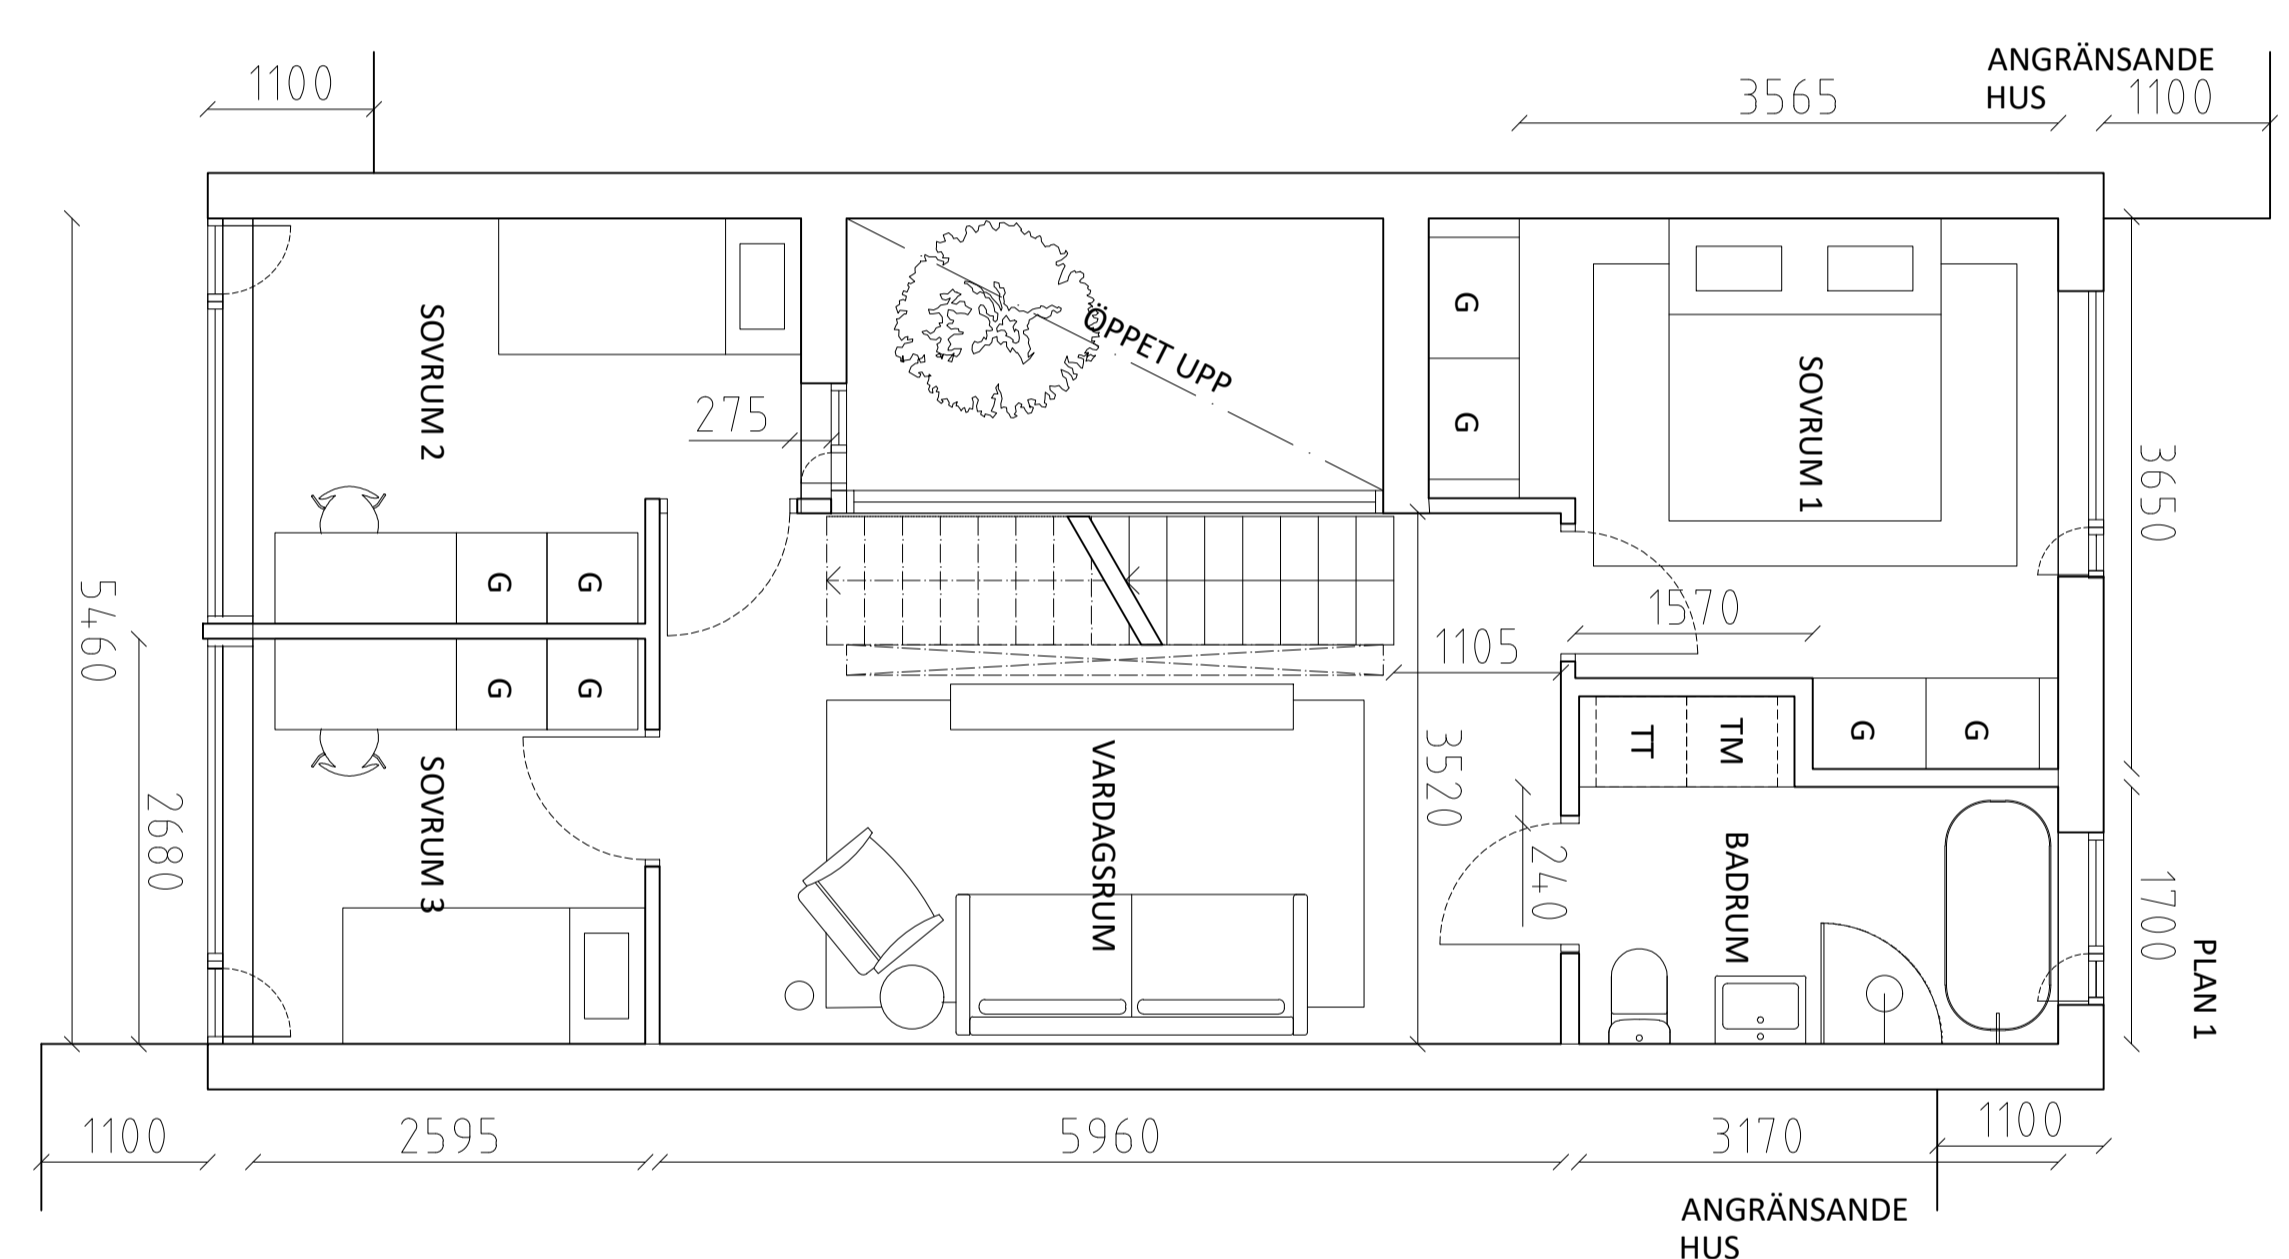 ANGRÄNSANDE
HUS
1100
3565
1100
SOVRUM 2
275
ÖPPET UPP
G
G
SOVRUM 1
3650
5460
G
G
G
G
1570
1105
2680
SOVRUM 3
VARDAGSRUM
3520
TT
TM
G
G
240
BADRUM
1700
PLAN 1
1100
2595
5960
3170
1100
ANGRÄNSANDE
HUS